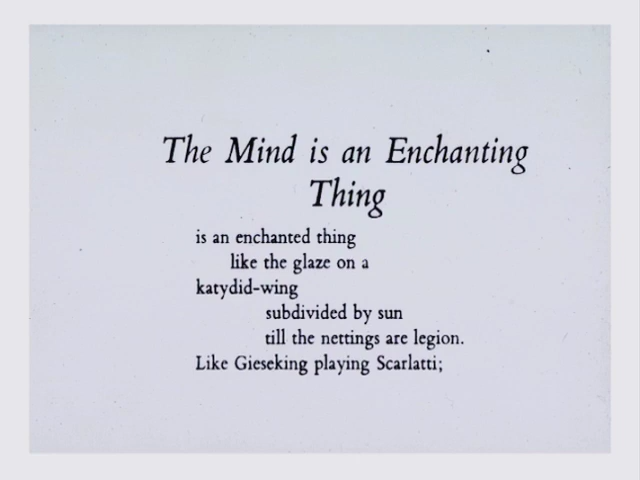 The Mind is an Enchanting
Thing
is an enchanted thing
like the glaze on a
katydid-wing
subdivided by sun
till the nettings are legion.
Like Gieseking playing Scarlatti;